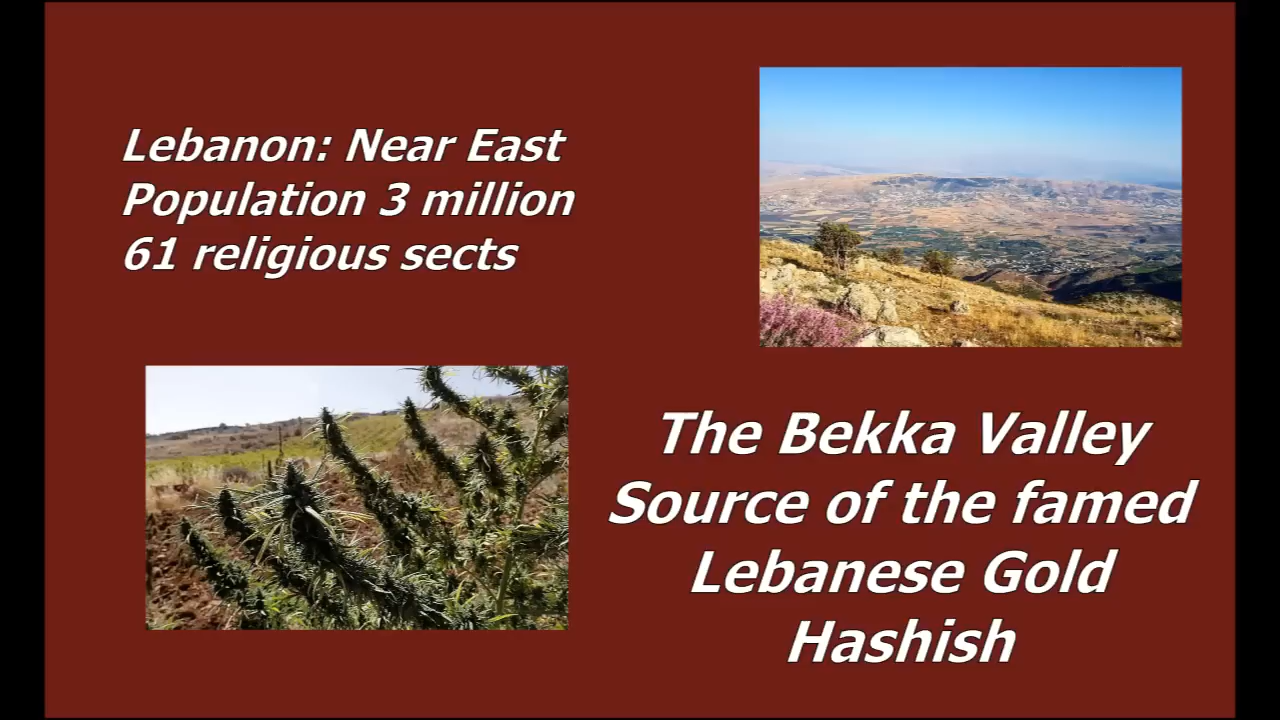 Lebanon: Near East
Population 3 million
61 religious sects
The Bekka Valley
Source of the famed
Lebanese Gold
Hashish